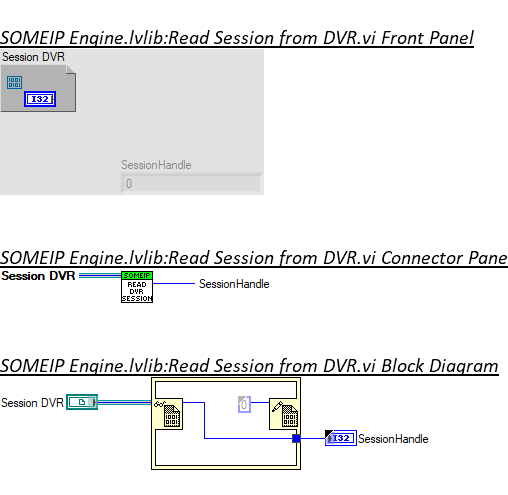 SOMEIP Engine.lvlib:Read Session from DVR.vi Front Panel
Session DVR
I32
SessionHandle
0
SOMEIP Engine.lvlib:Read Session from DVR.vi Connector Pane
Session DVR
SOMEIP
READ
DVR
SESSION
SessionHandle
SOMEIP Engine.lvlib:Read Session from DVR.vi Block Diagram
Session DVR
0
I32 SessionHandle